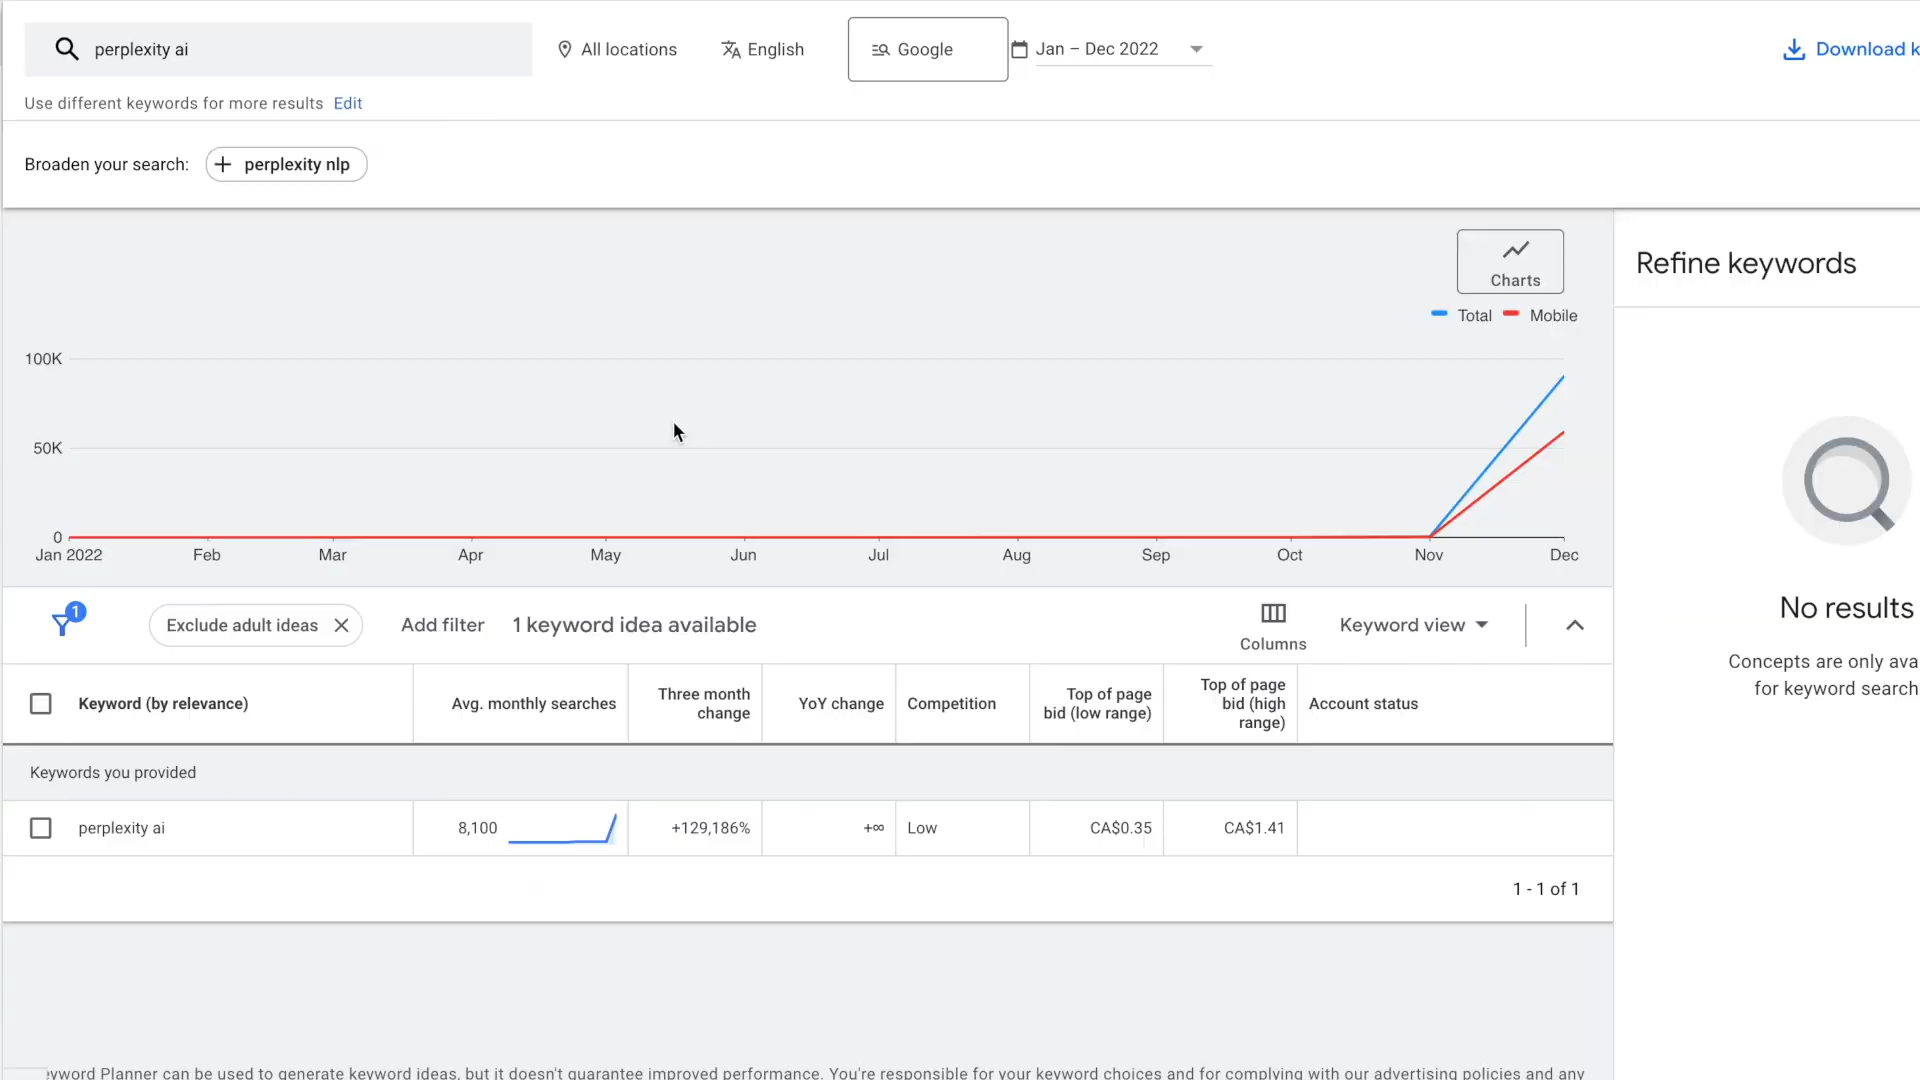 perplexity ai
All locations
English
Google
Jan – Dec 2022
Download k
Use different keywords for more results Edit
Broaden your search:
perplexity nlp
Charts
Total
Mobile
Refine keywords
100K
50K
0
Jan 2022
Feb
Mar
Apr
May
Jun
Jul
Aug
Sep
Oct
Nov
Dec
No results
Concepts are only ava
for keyword search
1
Exclude adult ideas
Add filter
1 keyword idea available
Columns
Keyword view
Keyword (by relevance)
Avg. monthly searches
Three month
change
YoY change
Competition
Top of page
bid (low range)
Top of page
bid (high
range)
Account status
Keywords you provided
perplexity ai
8,100
+129,186%
+∞
Low
CA$0.35
CA$1.41
1 - 1 of 1
eyword Planner can be used to generate keyword ideas, but it doesn't guarantee improved performance. You're responsible for your keyword choices and for complying with our advertising policies and any